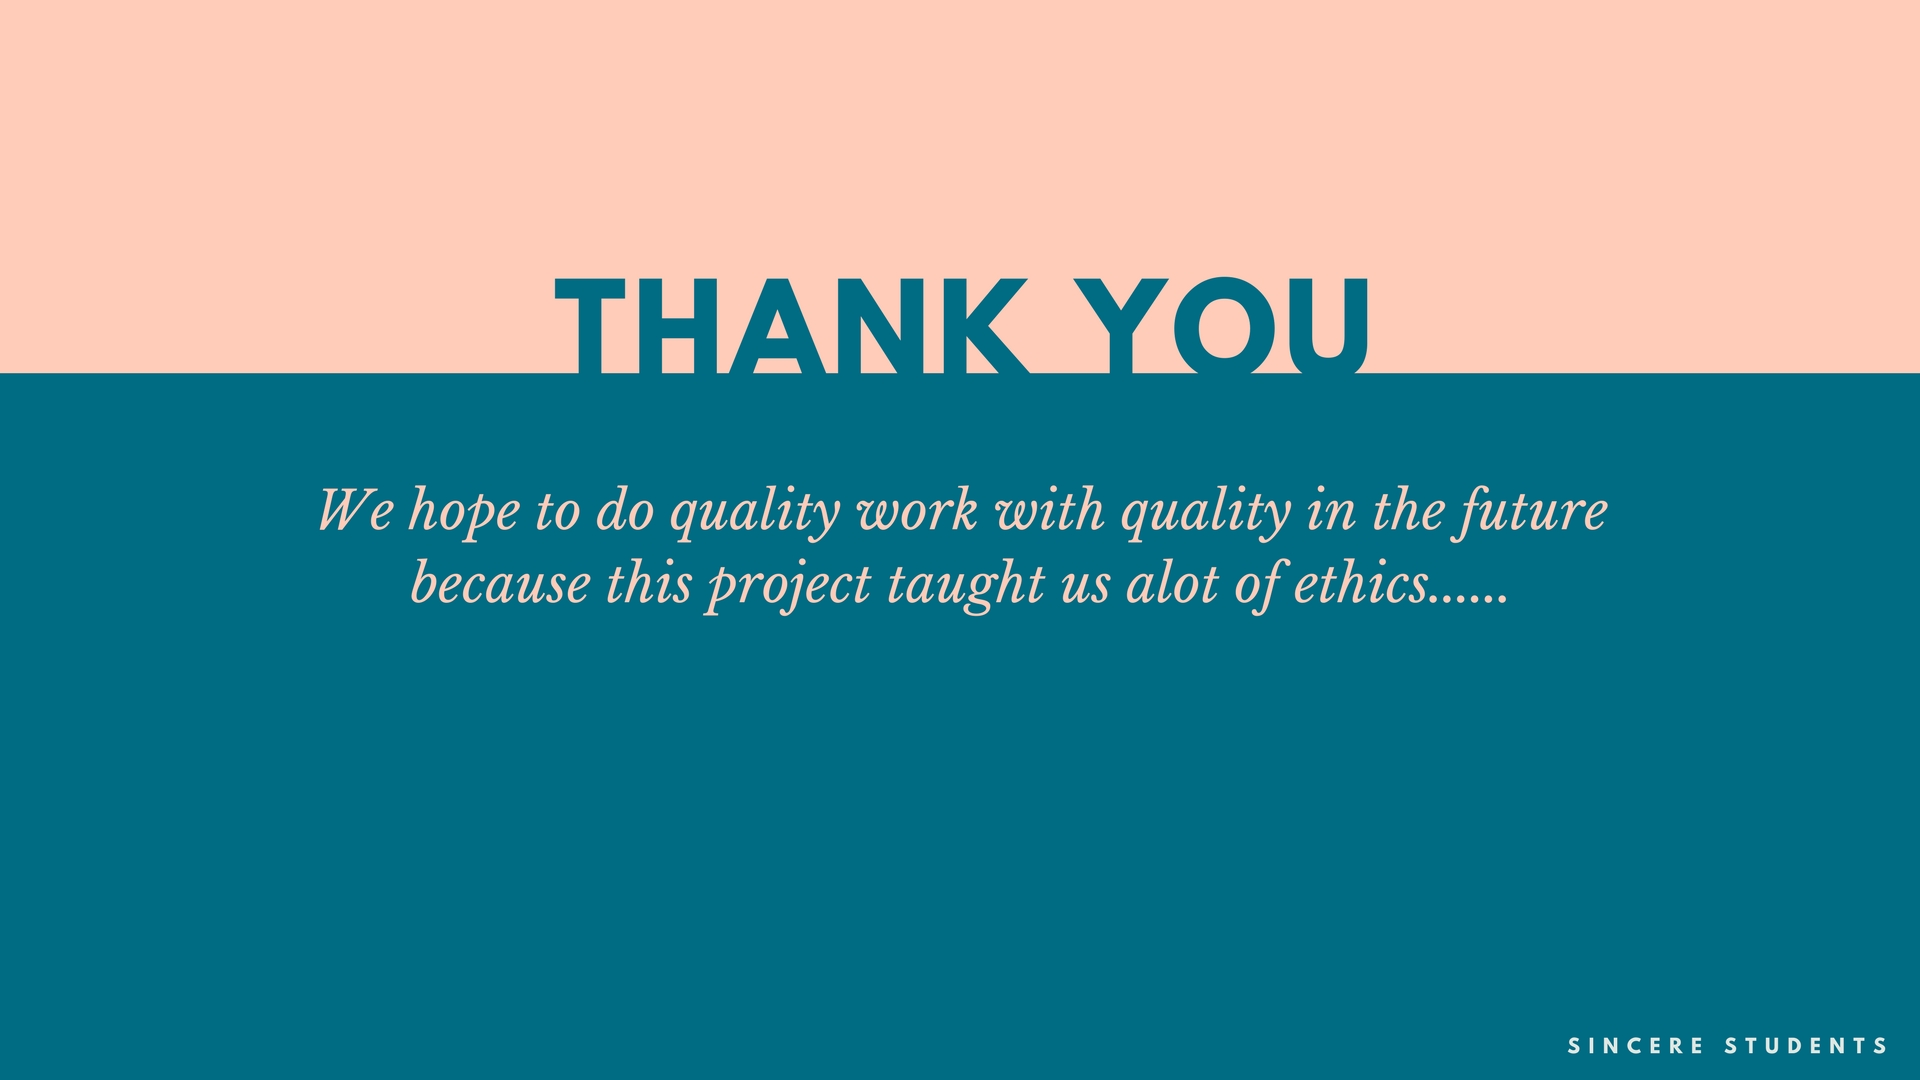 THANK YOU
We hope to do quality work with quality in the future
because this project taught us alot of ethics......
SINCERE STUDENTS